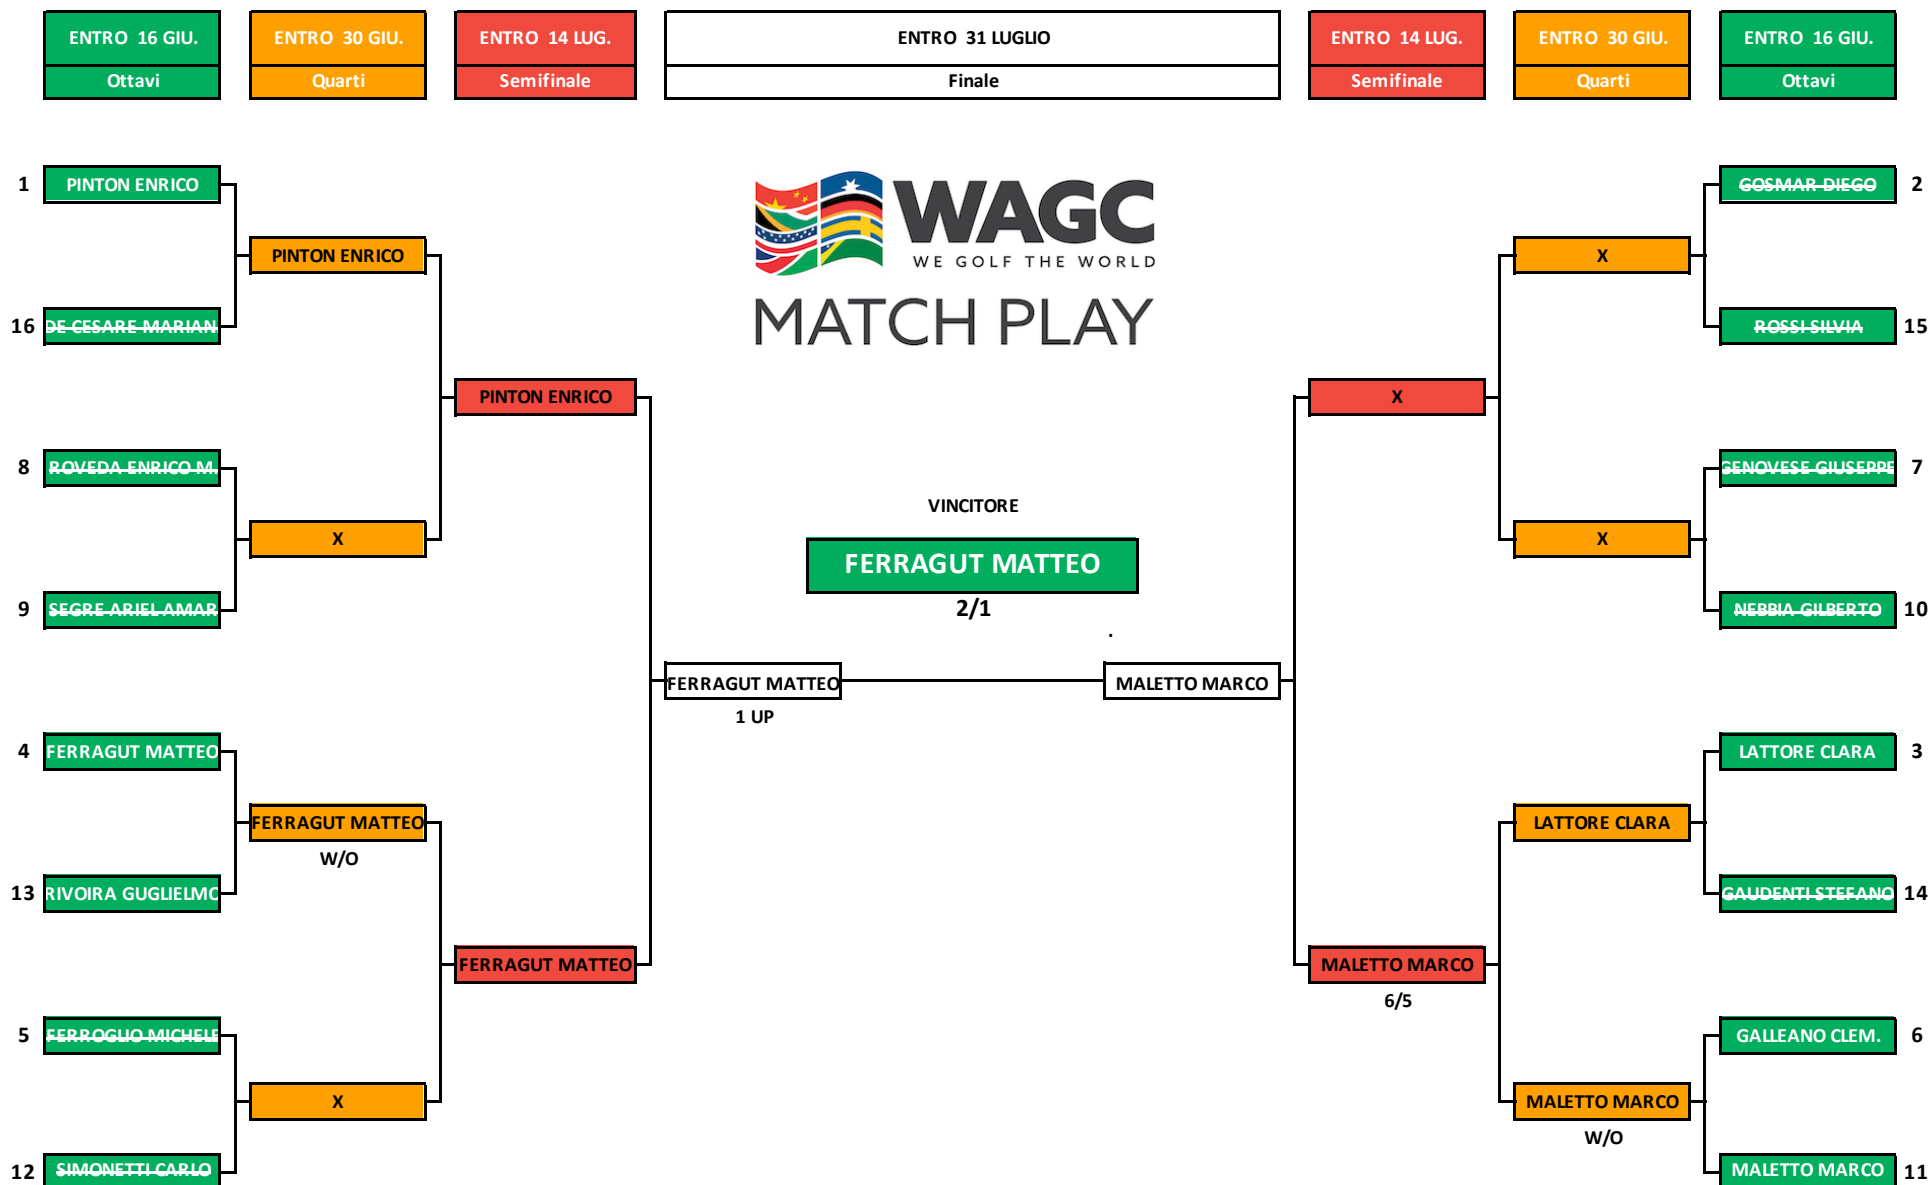 ENTRO 16 GIU. ENTRO 30 GIU. ENTRO 14 LUG. ENTRO 31 LUGLIO ENTRO 14 LUG. ENTRO 30 GIU. ENTRO 16 GIU.
Ottavi Quarti Semifinale Finale Semifinale Quarti Ottavi
WAGC
WE GOLF THE WORLD
MATCH PLAY
1 PINTON ENRICO GOSMAR DIEGO 2
PINTON ENRICO X
16 DE CESARE MARIAN ROSSI SILVIA 15
PINTON ENRICO X
8 ROVEDA ENRICO M. GENOVESE GIUSEPPE 7
VINCITORE
X X
FERRAGUT MATTEO
2/1
9 SEGRE ARIEL AMAR NEBBIA GILBERTO 10
.
FERRAGUT MATTEO MALETTO MARCO
1 UP
4 FERRAGUT MATTEO LATTORE CLARA 3
FERRAGUT MATTEO LATTORE CLARA
W/O
13 RIVOIRA GUGLIELMO GAUDENTI STEFANO 14
FERRAGUT MATTEO MALETTO MARCO
6/5
5 FERROGLIO MICHELE GALLEANO CLEM. 6
X MALETTO MARCO
W/O
12 SIMONETTI CARLO MALETTO MARCO 11